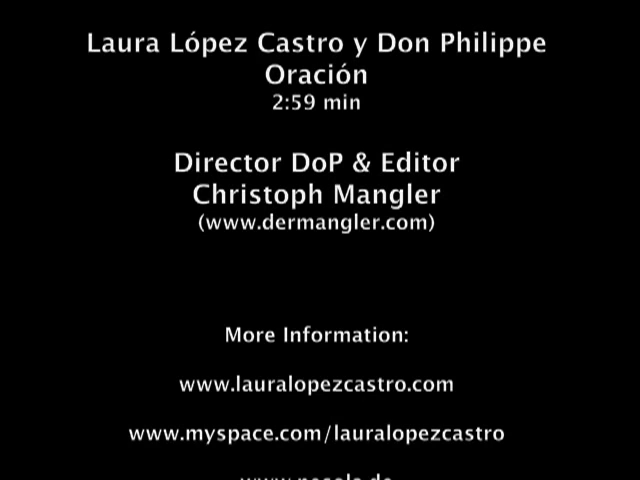 Laura López Castro y Don Philippe
Oración
2:59 min
Director DoP & Editor
Christoph Mangler
(www.dermangler.com)
More Information:
www.lauralopezcastro.com
www.myspace.com/lauralopezcastro